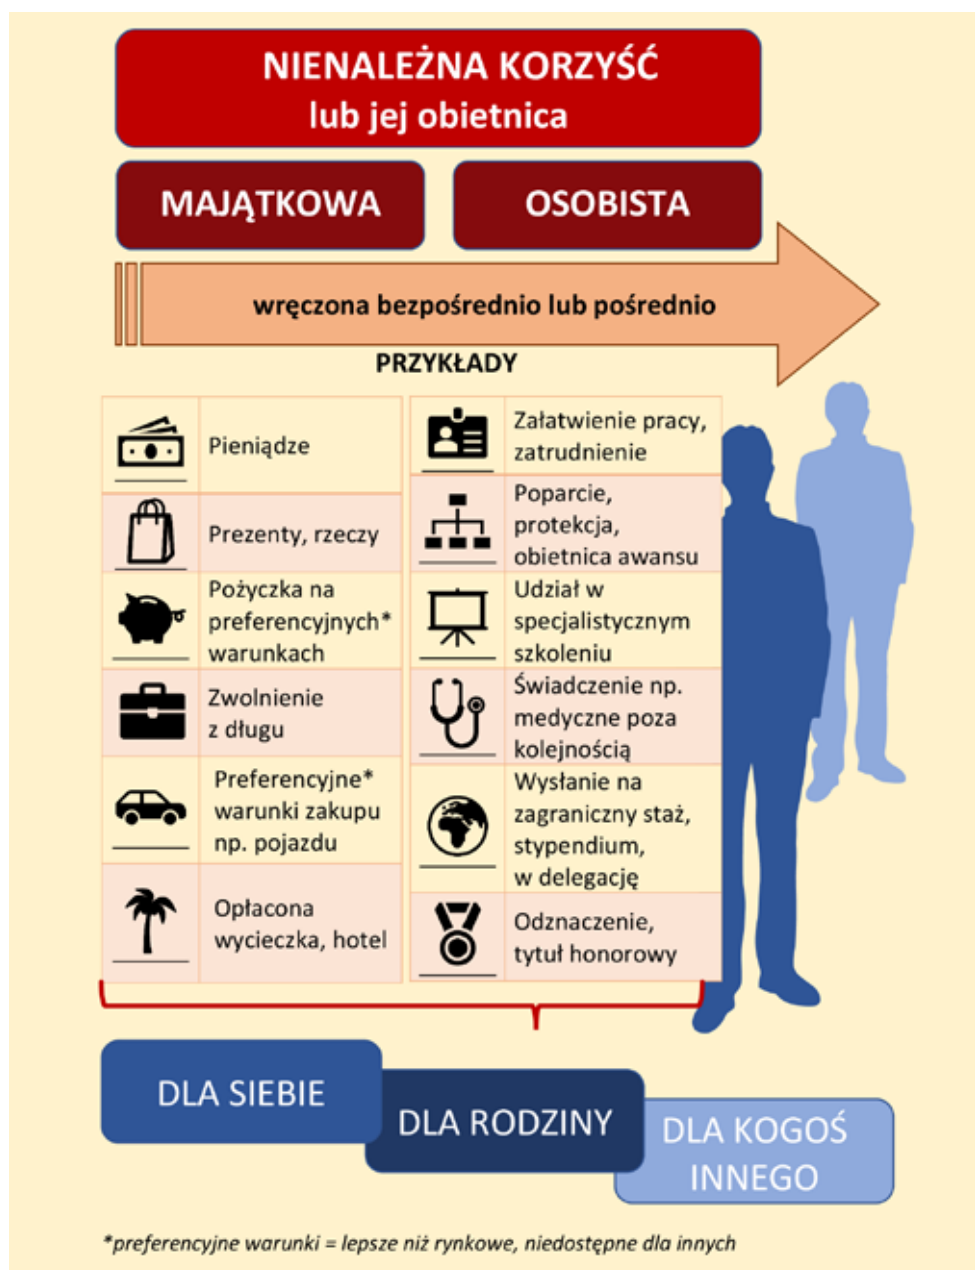 NIENALEŻNA KORZYŚĆ
lub jej obietnica
MAJĄTKOWA
OSOBISTA
wręczona bezpośrednio lub pośrednio
PRZYKŁADY
Pieniądze
Prezenty, rzeczy
Pożyczka na
preferencyjnych*
warunkach
Zwolnienie
z długu
Preferencyjne*
warunki zakupu
np. pojazdu
Opłacona
wycieczka, hotel
Załatwienie pracy,
zatrudnienie
Poparcie,
protekcja,
obietnica awansu
Udział w
specjalistycznym
szkoleniu
Świadczenie np.
medyczne poza
kolejnością
Wysłanie na
zagraniczny staż,
stypendium,
w delegację
Odznaczenie,
tytuł honorowy
DLA SIEBIE
DLA RODZINY
DLA KOGOŚ
INNEGO
*preferencyjne warunki = lepsze niż rynkowe, niedostępne dla innych